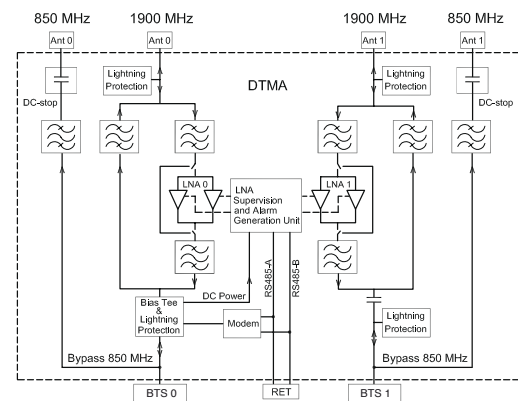 850 MHz
1900 MHz
1900 MHz
850 MHz
Ant 0
Ant 0
Ant 1
Ant 1
DC-stop
Lightning
Protection
DTMA
Lightning
Protection
DC-stop
LNA 0
LNA
Supervision
and Alarm
Generation Unit
LNA 1
Bias Tee
&
Lightning
Protection
DC Power
RS485-A
RS485-B
Modem
Lightning
Protection
Bypass 850 MHz
Bypass 850 MHz
BTS 0
RET
BTS 1